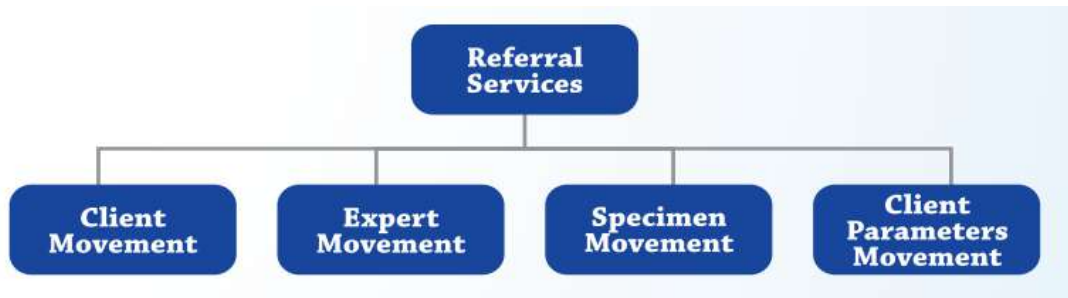 Referral
Services
Client
Movement
Expert
Movement
Specimen
Movement
Client
Parameters
Movement